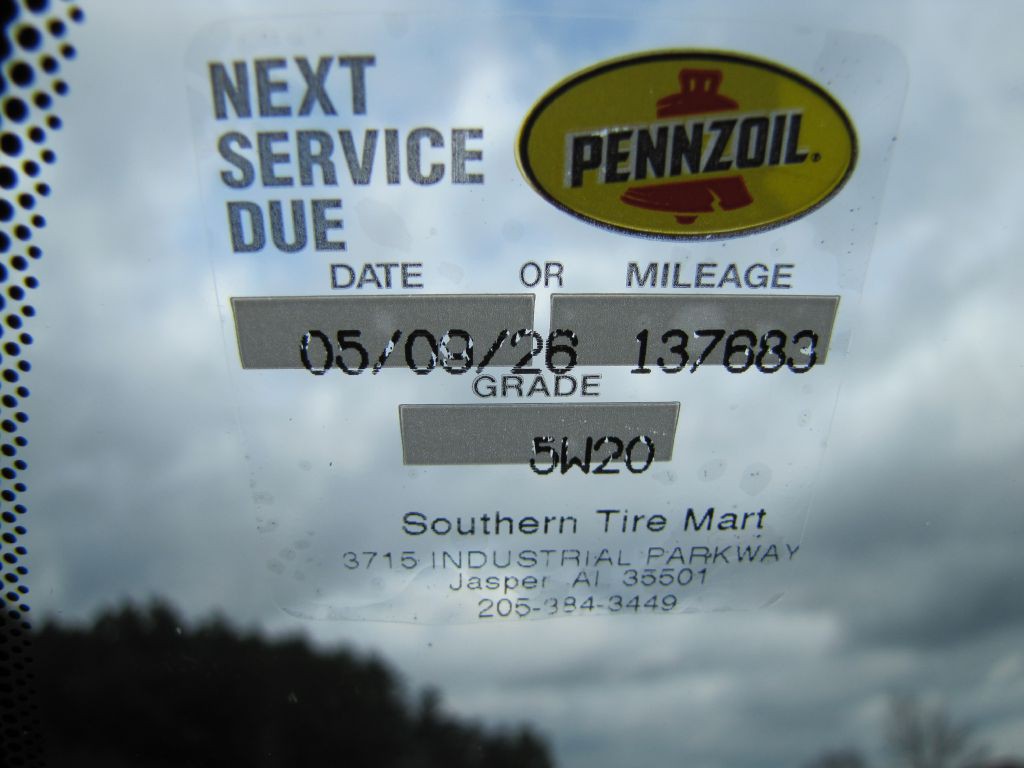 NEXT
SERVICE
DUE
PENNZOIL.
DATE OR MILEAGE
05/09/26 137683
GRADE
5W20
Southern Tire Mart
3715 INDUSTRIAL PARKWAY
Jasper Al 35501
205-384-3449